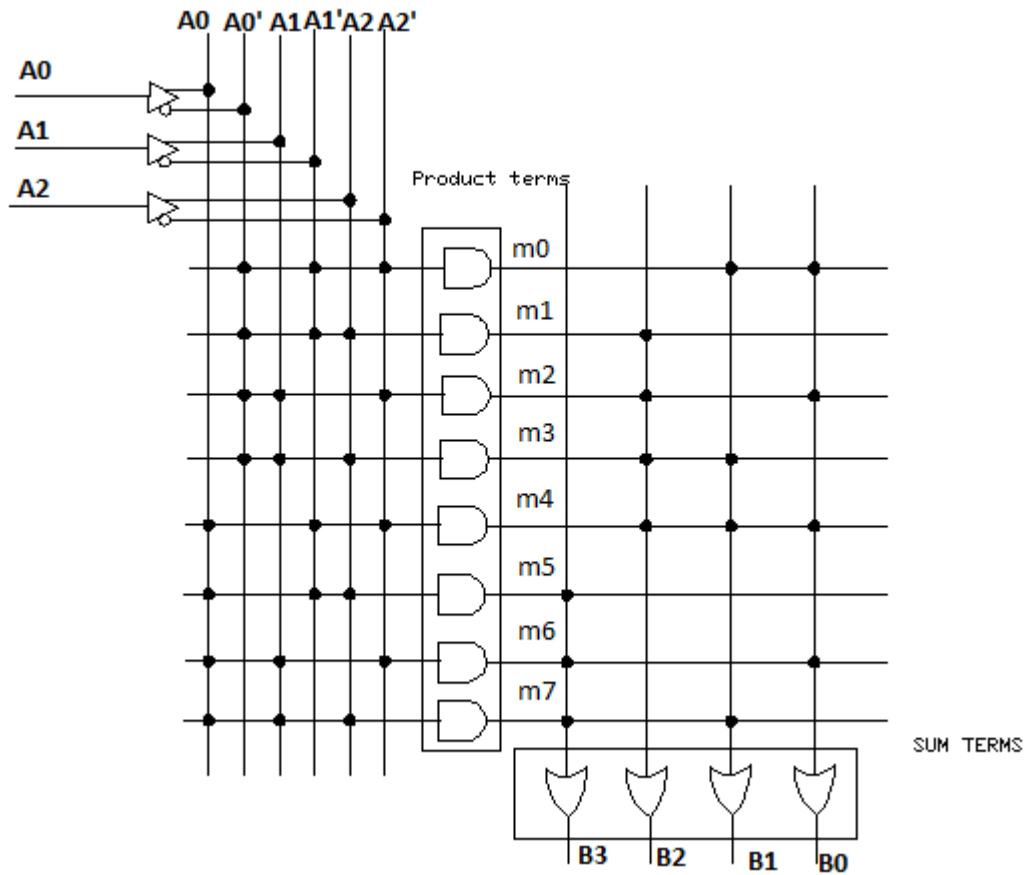 A0 A0' A1 A1' A2 A2'
A0
A1
A2
Product terms
m0
m1
m2
m3
m4
m5
m6
m7
SUM TERMS
B3 B2 B1 B0